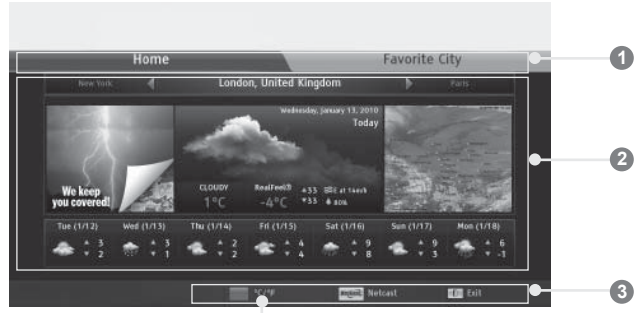 Home Favorite City
1
New York London, United Kingdom Paris
Wednesday, January 13, 2010
Today
We keep
you covered!
CLOUDY RealFeel®
1°C -4°C
2
Tue (1/12) Wed (1/13) Thu (1/14) Fri (1/15) Sat (1/16) Sun (1/17) Mon (1/18)
3 3 2 4 9 9 6
2 1 2 4 8 3 -1
°C/°F Netcast Exit
3